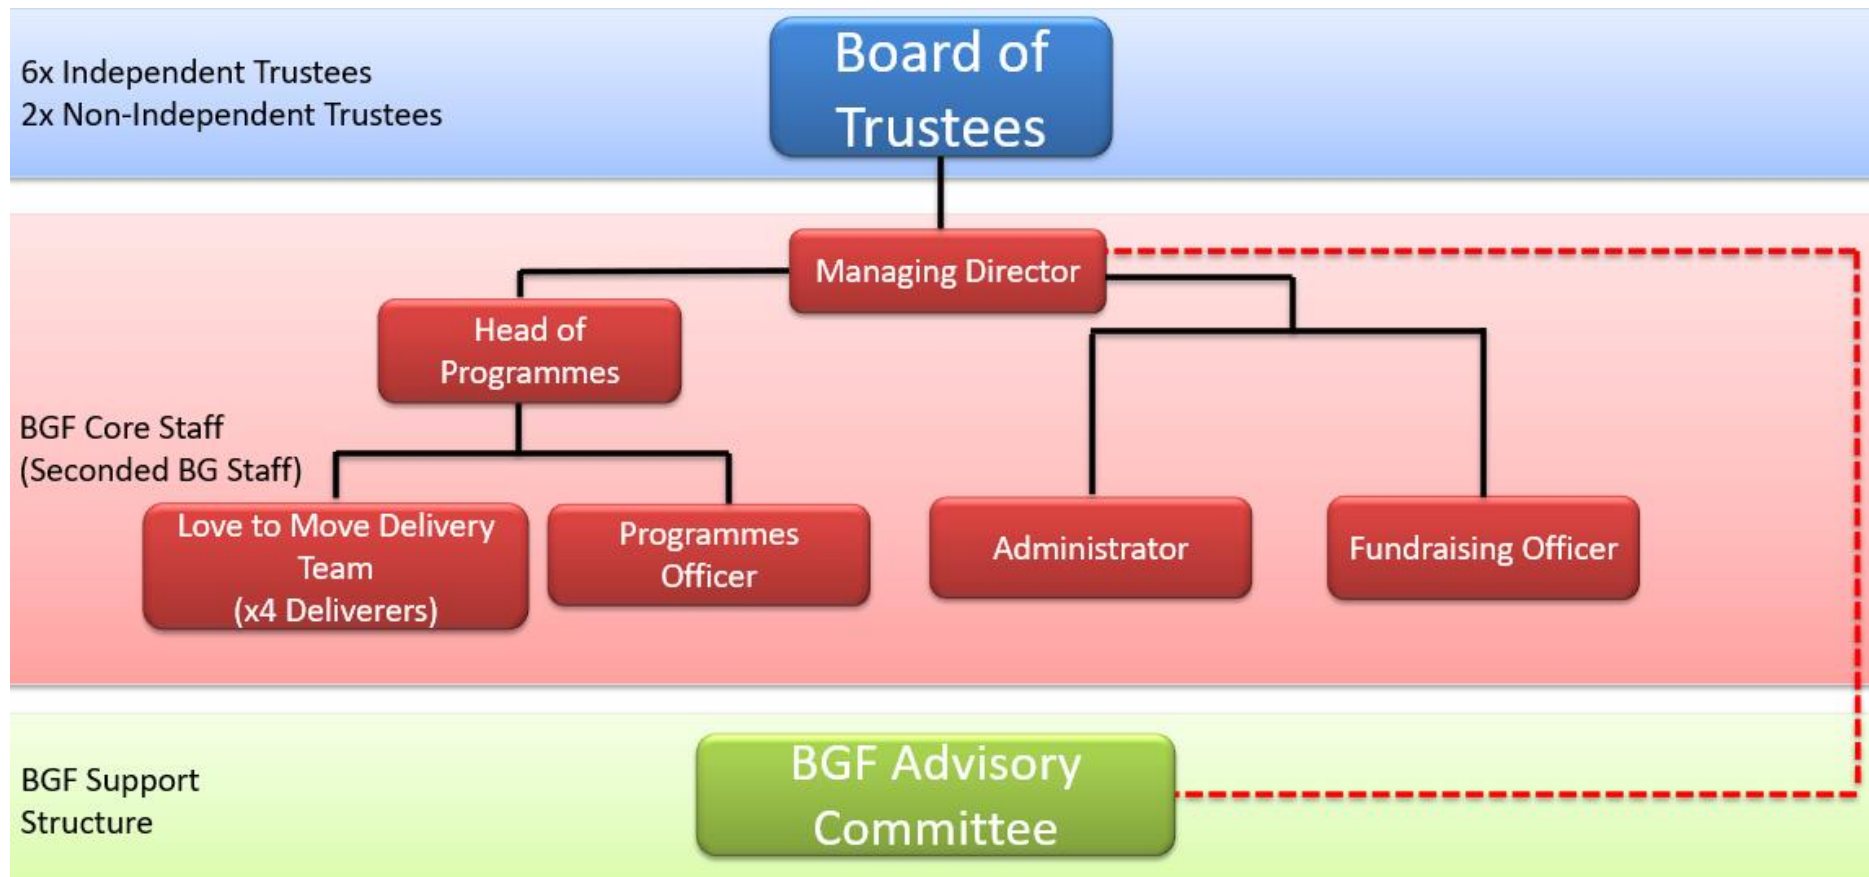 6x Independent Trustees
2x Non-Independent Trustees
Board of
Trustees
Managing Director
Head of
Programmes
BGF Core Staff
(Seconded BG Staff)
Love to Move Delivery
Team
(x4 Deliverers)
Programmes
Officer
Administrator
Fundraising Officer
BGF Support
Structure
BGF Advisory
Committee